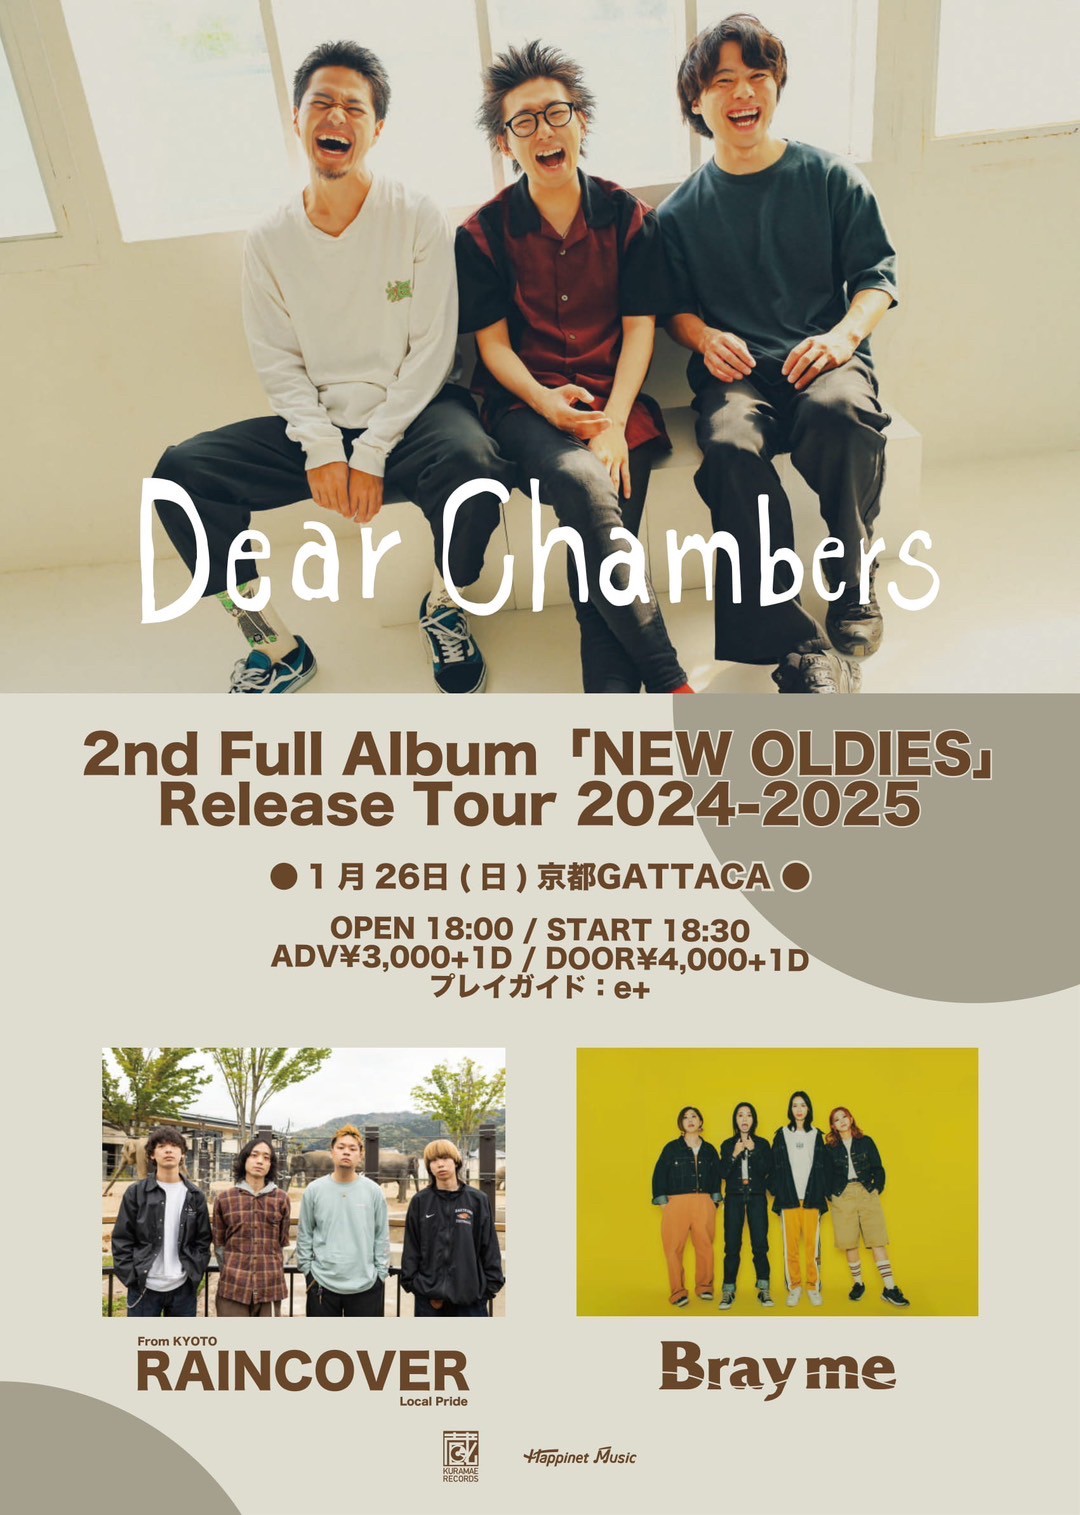 Dear Chambers
2nd Full Album「NEW OLDIES」
Release Tour 2024-2025
● 1 月 26日 ( 日 ) 京都GATTACA ●
OPEN 18:00 / START 18:30
ADV¥3,000+1D / DOOR¥4,000+1D
プレイガイド：e+
From KYOTO
RAINCOVER
Local Pride
Bray me
KURAMAE
RECORDS
Happinet Music